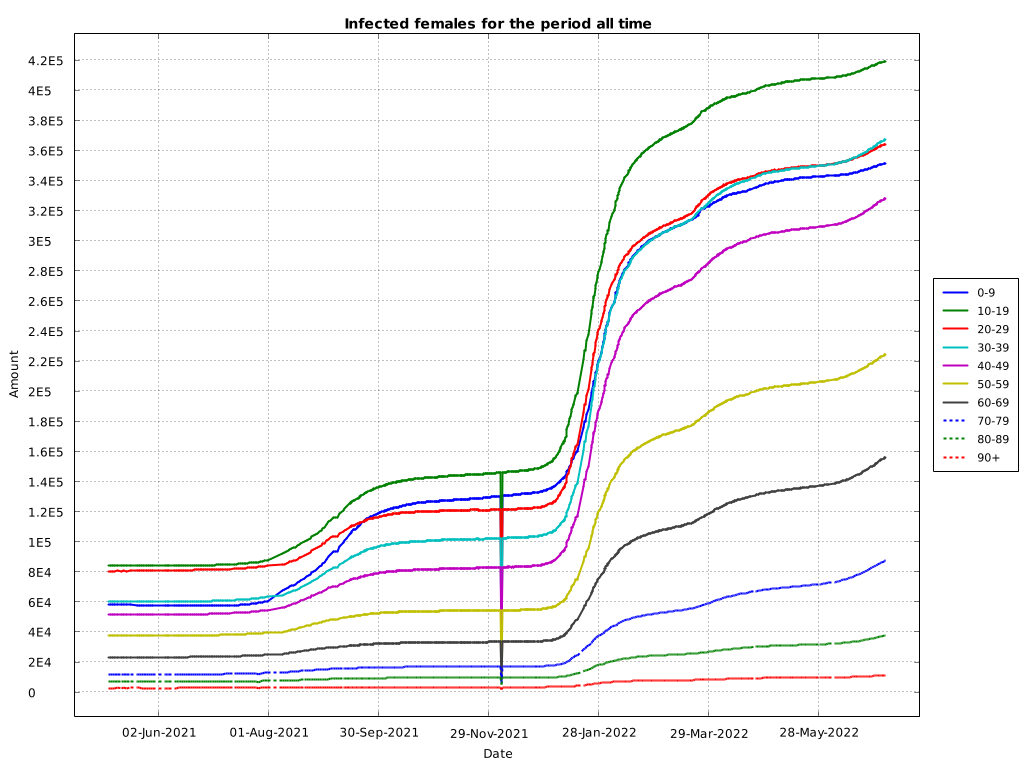 Infected females for the period all time
4.2E5
4E5
3.8E5
3.6E5
3.4E5
3.2E5
3E5
2.8E5
2.6E5
2.4E5
2.2E5
2E5
1.8E5
1.6E5
1.4E5
1.2E5
1E5
8E4
6E4
4E4
2E4
0
Amount
02-Jun-2021 01-Aug-2021 30-Sep-2021 29-Nov-2021 28-Jan-2022 29-Mar-2022 28-May-2022
Date
0-9
10-19
20-29
30-39
40-49
50-59
60-69
70-79
80-89
90+